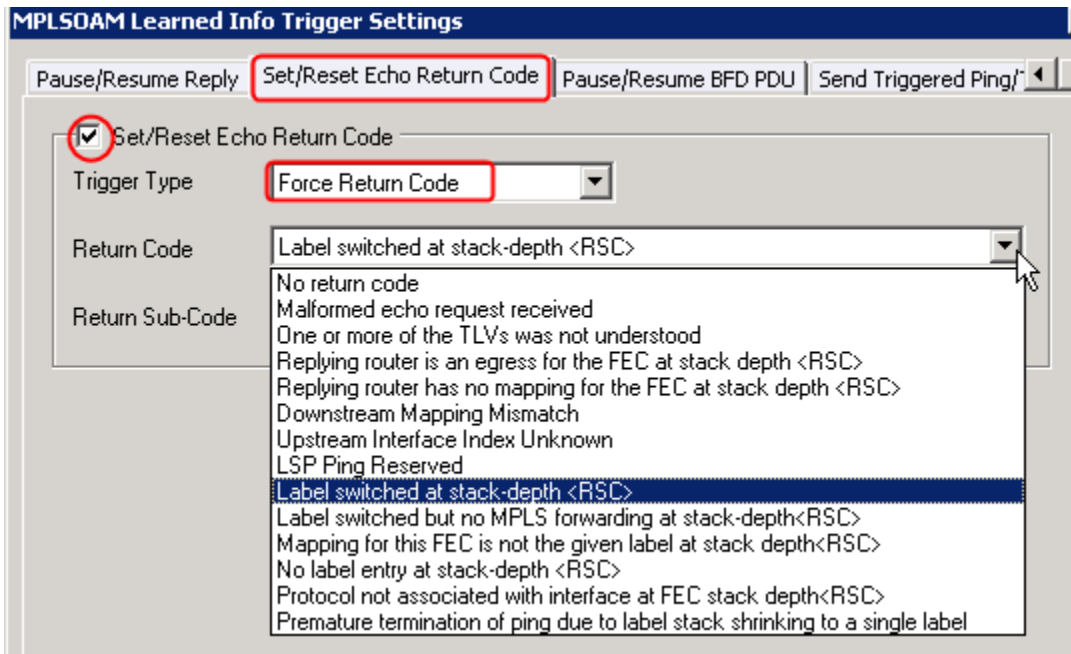 MPLSOAM Learned Info Trigger Settings
Pause/Resume Reply Set/Reset Echo Return Code Pause/Resume BFD PDU Send Triggered Ping/
Set/Reset Echo Return Code
Trigger Type Force Return Code
Return Code Label switched at stack-depth <RSC>
Return Sub-Code
No return code
Malformed echo request received
One or more of the TLVs was not understood
Replying router is an egress for the FEC at stack depth <RSC>
Replying router has no mapping for the FEC at stack depth <RSC>
Downstream Mapping Mismatch
Upstream Interface Index Unknown
LSP Ping Reserved
Label switched at stack-depth <RSC>
Label switched but no MPLS forwarding at stack-depth<RSC>
Mapping for this FEC is not the given label at stack depth<RSC>
No label entry at stack-depth <RSC>
Protocol not associated with interface at FEC stack depth<RSC>
Premature termination of ping due to label stack shrinking to a single label